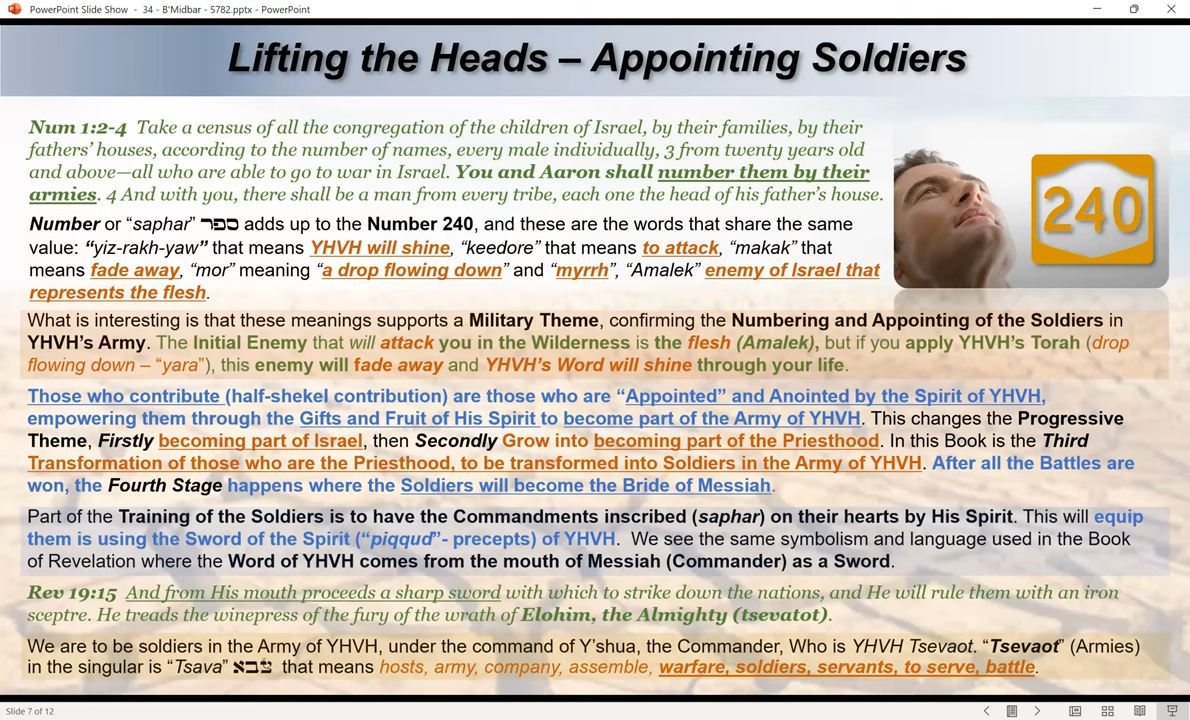 PowerPoint Slide Show - 34 - B'Midbar - 5782.pptx - PowerPoint
Lifting the Heads – Appointing Soldiers
Num 1:2-4 Take a census of all the congregation of the children of Israel, by their families, by their
fathers’ houses, according to the number of names, every male individually, 3 from twenty years old
and above—all who are able to go to war in Israel. You and Aaron shall number them by their
armies. 4 And with you, there shall be a man from every tribe, each one the head of his father’s house.
240
Number or “saphar” ספר adds up to the Number 240, and these are the words that share the same
value: “yiz-rakh-yaw” that means YHVH will shine, “keedore” that means to attack, “makak” that
means fade away, “mor” meaning “a drop flowing down” and “myrrh”, “Amalek” enemy of Israel that
represents the flesh.
What is interesting is that these meanings supports a Military Theme, confirming the Numbering and Appointing of the Soldiers in
YHVH’s Army. The Initial Enemy that will attack you in the Wilderness is the flesh (Amalek), but if you apply YHVH’s Torah (drop
flowing down – “yara”), this enemy will fade away and YHVH’s Word will shine through your life.
Those who contribute (half-shekel contribution) are those who are “Appointed” and Anointed by the Spirit of YHVH,
empowering them through the Gifts and Fruit of His Spirit to become part of the Army of YHVH. This changes the Progressive
Theme, Firstly becoming part of Israel, then Secondly Grow into becoming part of the Priesthood. In this Book is the Third
Transformation of those who are the Priesthood, to be transformed into Soldiers in the Army of YHVH. After all the Battles are
won, the Fourth Stage happens where the Soldiers will become the Bride of Messiah.
Part of the Training of the Soldiers is to have the Commandments inscribed (saphar) on their hearts by His Spirit. This will equip
them is using the Sword of the Spirit (“piqqud”- precepts) of YHVH. We see the same symbolism and language used in the Book
of Revelation where the Word of YHVH comes from the mouth of Messiah (Commander) as a Sword.
Rev 19:15 And from His mouth proceeds a sharp sword with which to strike down the nations, and He will rule them with an iron
sceptre. He treads the winepress of the fury of the wrath of Elohim, the Almighty (tsevatot).
We are to be soldiers in the Army of YHVH, under the command of Y’shua, the Commander, Who is YHVH Tsevaot. “Tsevaot” (Armies)
in the singular is “Tsava” צבא that means hosts, army, company, assemble, warfare, soldiers, servants, to serve, battle.
Slide 7 of 12